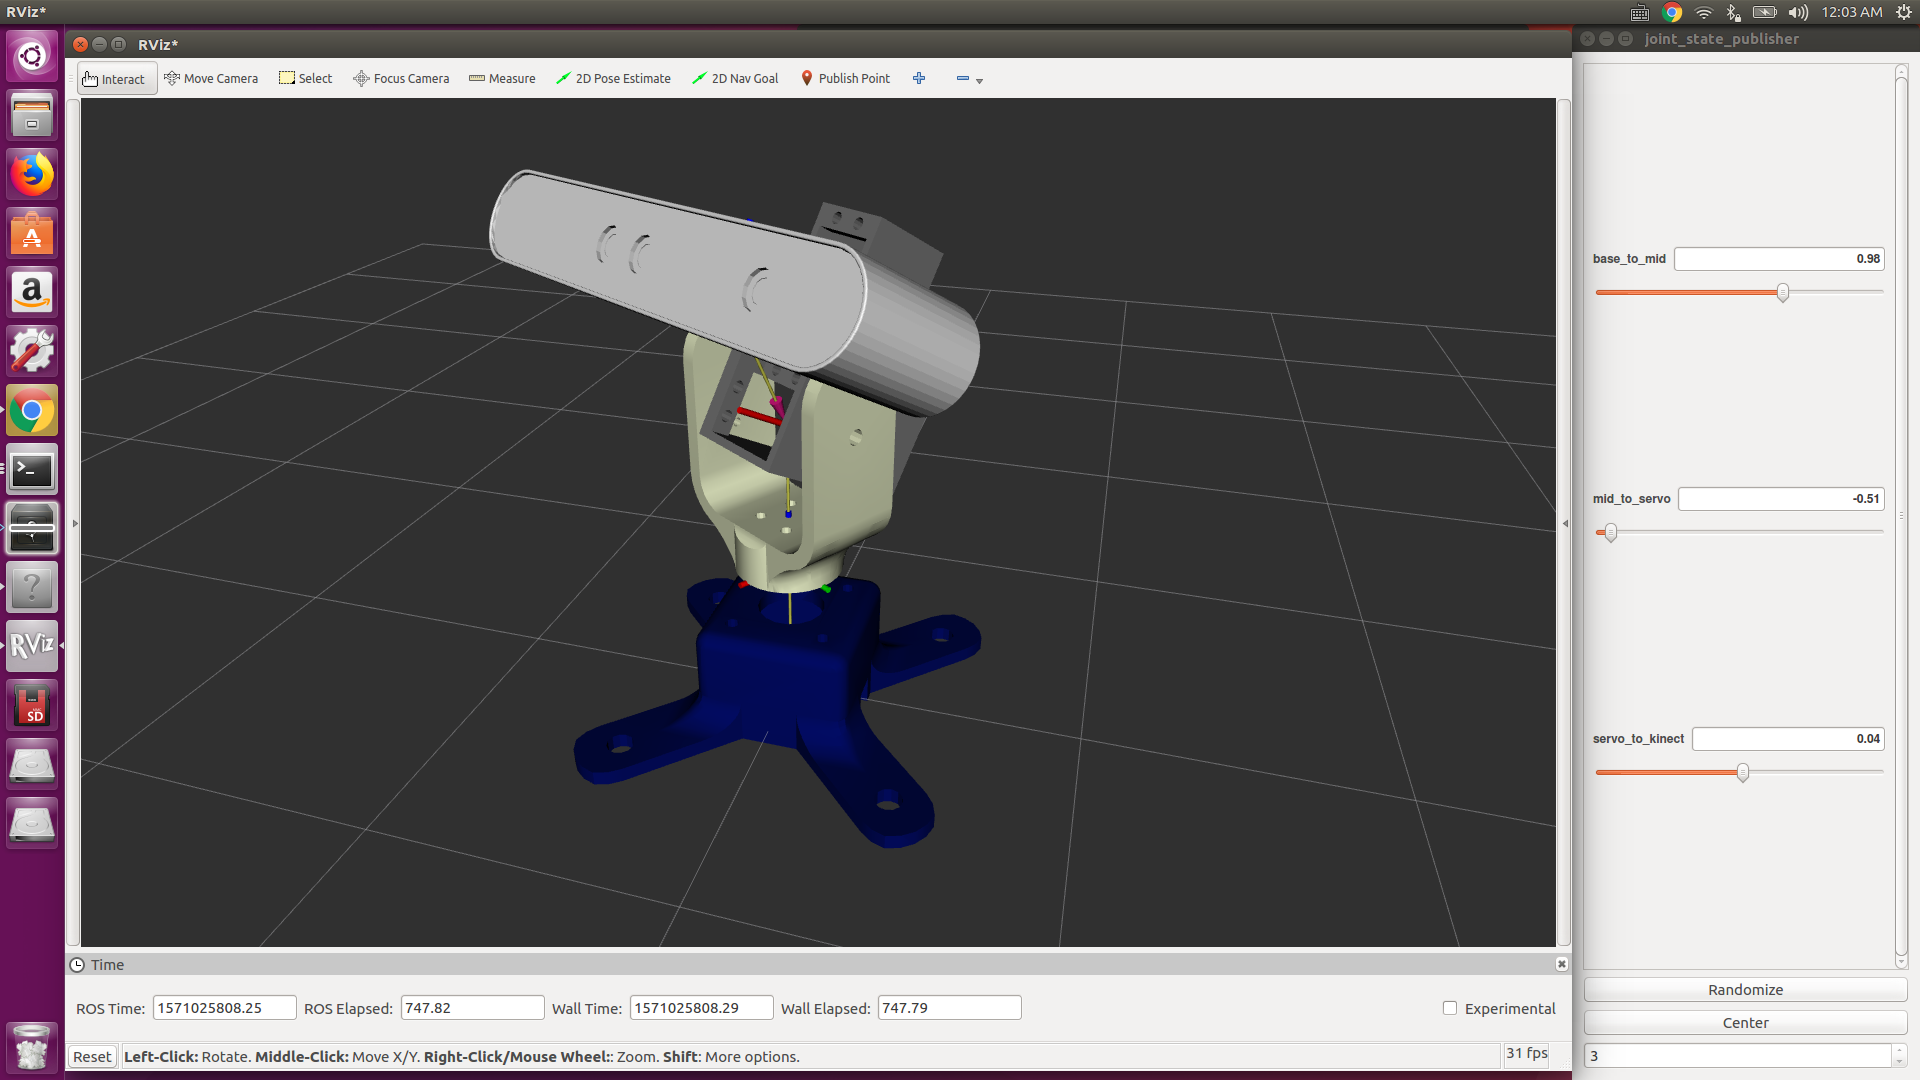 RViz*
12:03 AM
RViz*
joint_state_publisher
Interact Move Camera Select Focus Camera Measure 2D Pose Estimate 2D Nav Goal Publish Point
base_to_mid 0.98
mid_to_servo -0.51
servo_to_kinect 0.04
a
>_
?
RViz
SD
Time
ROS Time: 1571025808.25 ROS Elapsed: 747.82 Wall Time: 1571025808.29 Wall Elapsed: 747.79 Experimental
Reset Left-Click: Rotate. Middle-Click: Move X/Y. Right-Click/Mouse Wheel:: Zoom. Shift: More options. 31 fps
Randomize
Center
3